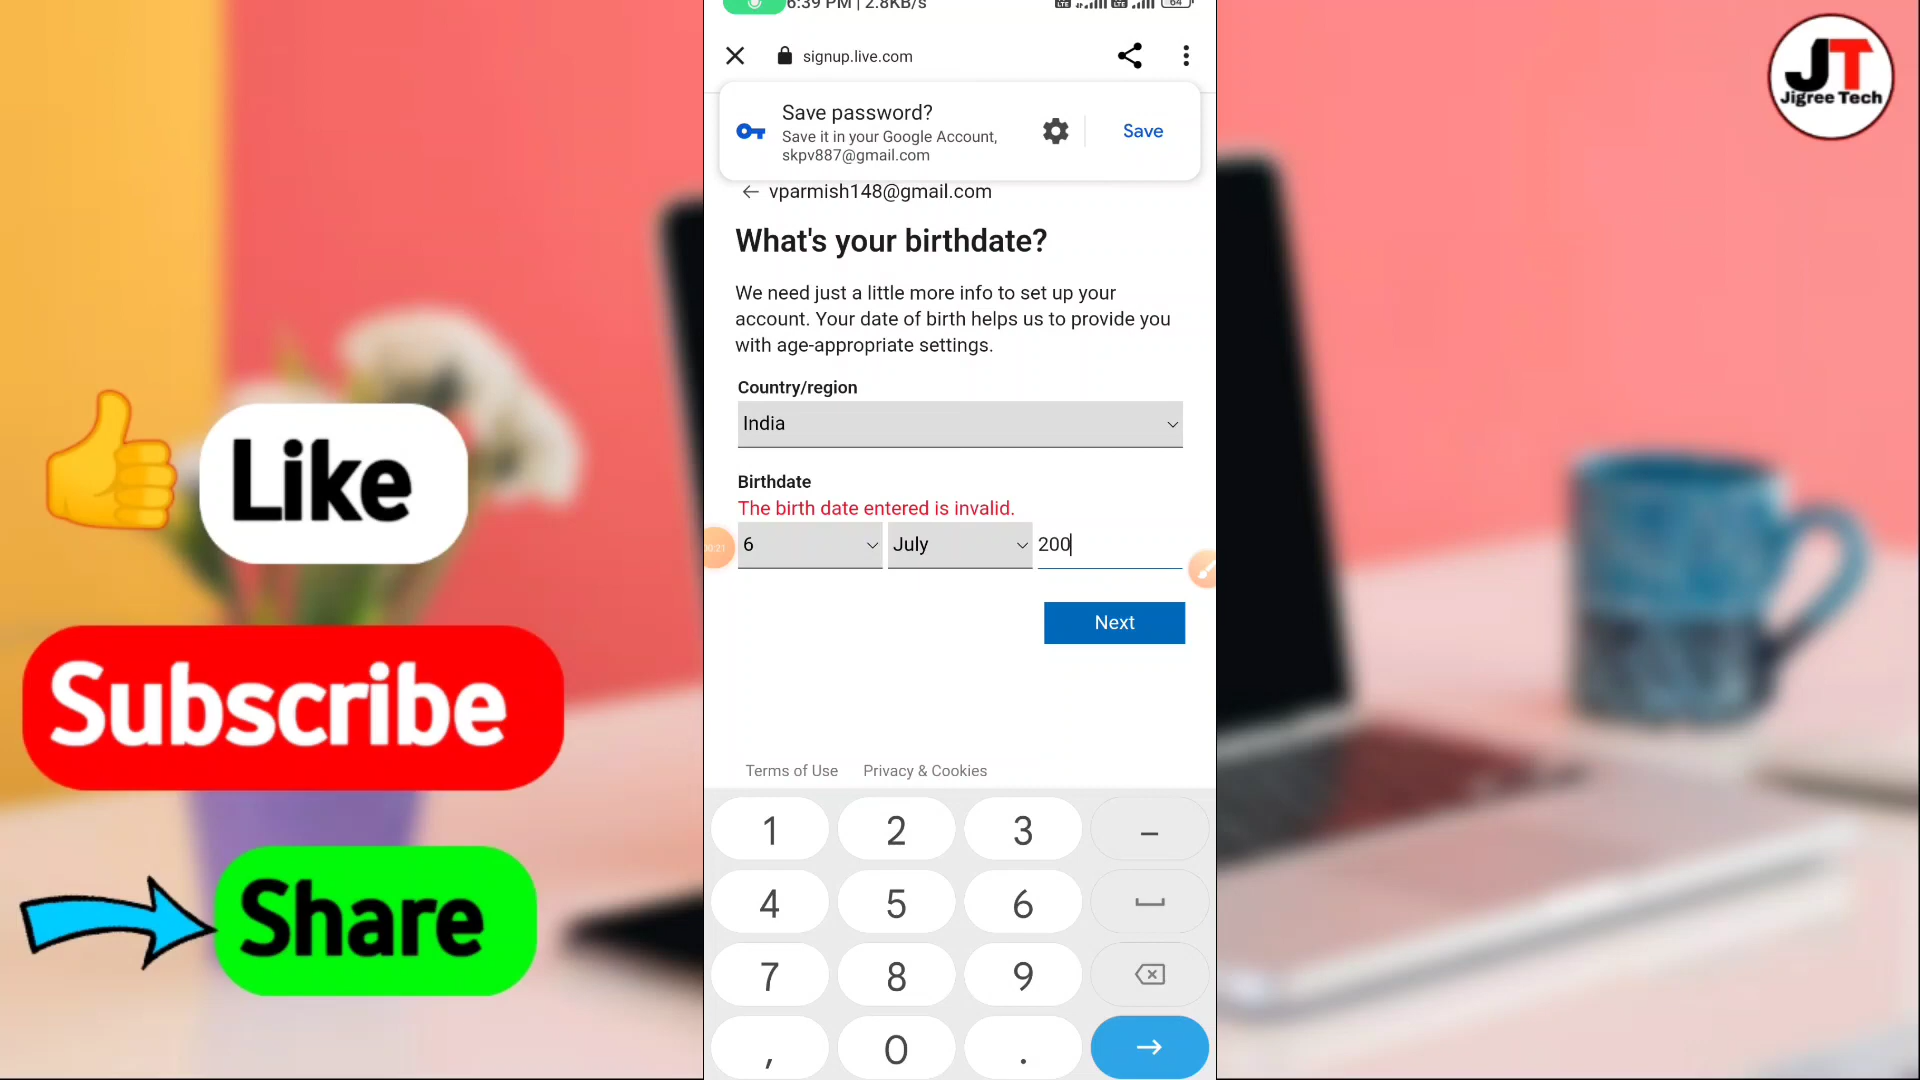 6:39 PM | 2.8KB/s
64
signup.live.com
JT
Jigree Tech
Save password?
Save it in your Google Account,
skpv887@gmail.com
Save
vparmish148@gmail.com
What's your birthdate?
We need just a little more info to set up your
account. Your date of birth helps us to provide you
with age-appropriate settings.
Country/region
India
Birthdate
The birth date entered is invalid.
00:21
6
July
200
Next
Like
Subscribe
Share
Terms of Use
Privacy & Cookies
1 2 3 –
4 5 6
7 8 9
, 0 .